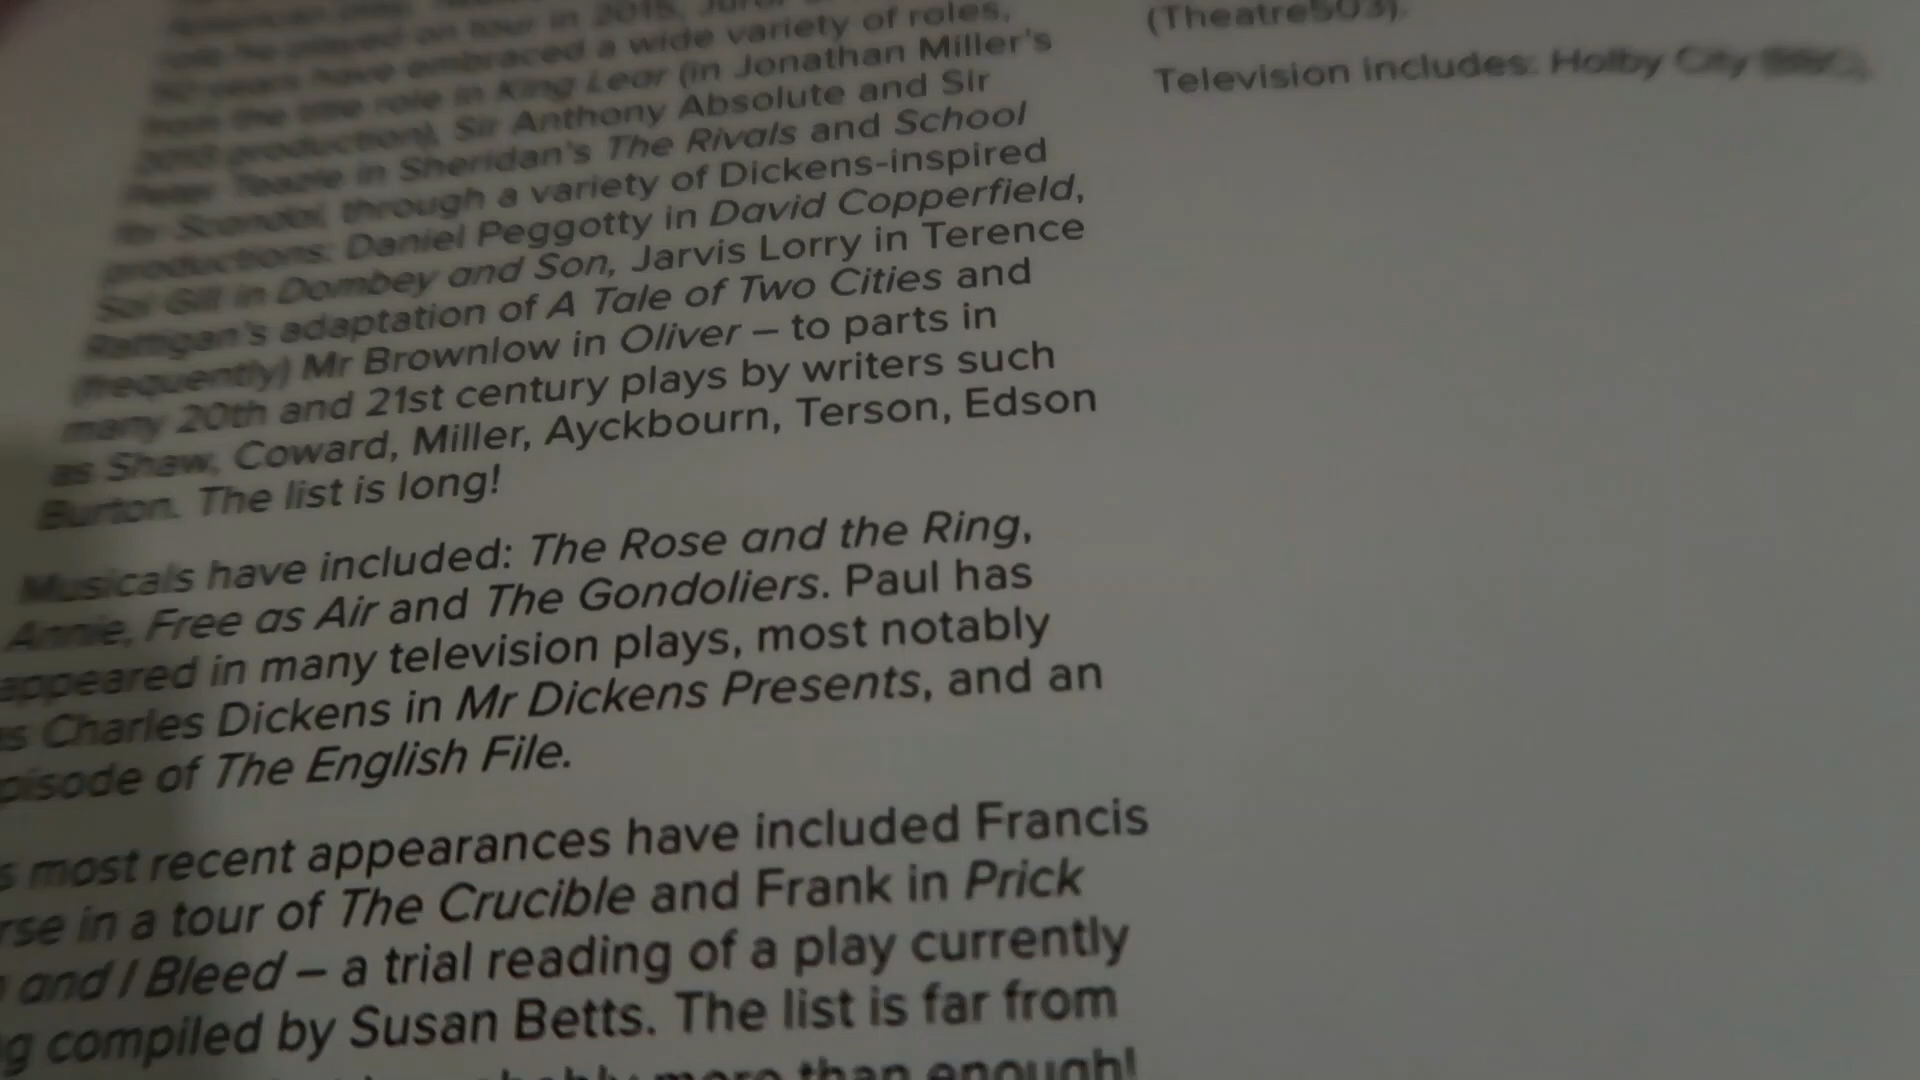 on tour in 2015,
years have embraced a wide variety of roles,
from the title role in King Lear (in Jonathan Miller's
2013 production), Sir Anthony Absolute and Sir
Peter Teazle in Sheridan's The Rivals and School
for Scandal, through a variety of Dickens-inspired
productions: Daniel Peggotty in David Copperfield,
Sol Gill in Dombey and Son, Jarvis Lorry in Terence
Rattigan's adaptation of A Tale of Two Cities and
(frequently) Mr Brownlow in Oliver – to parts in
many 20th and 21st century plays by writers such
as Shaw, Coward, Miller, Ayckbourn, Terson, Edson
Burton. The list is long!
Musicals have included: The Rose and the Ring,
Annie, Free as Air and The Gondoliers. Paul has
appeared in many television plays, most notably
as Charles Dickens in Mr Dickens Presents, and an
pisode of The English File.
s most recent appearances have included Francis
rse in a tour of The Crucible and Frank in Prick
and I Bleed – a trial reading of a play currently
g compiled by Susan Betts. The list is far from
more than enough!
(Theatre503).
Television includes: Holby City